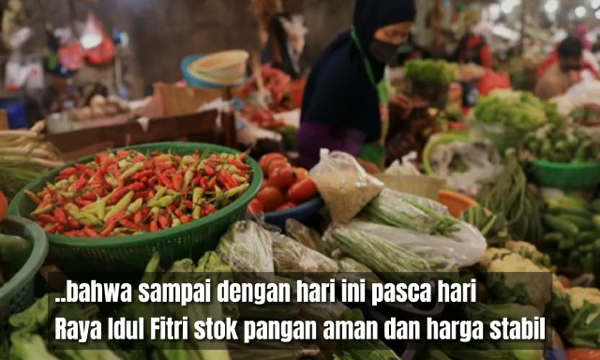 ..bahwa sampai dengan hari ini pasca hari
Raya Idul Fitri stok pangan aman dan harga stabil